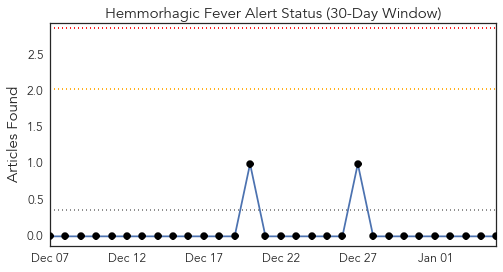 Hemmorhagic Fever Alert Status (30-Day Window)
Articles Found
2.5
2.0
1.5
1.0
0.5
0.0
Dec 07 Dec 12 Dec 17 Dec 22 Dec 27 Jan 01